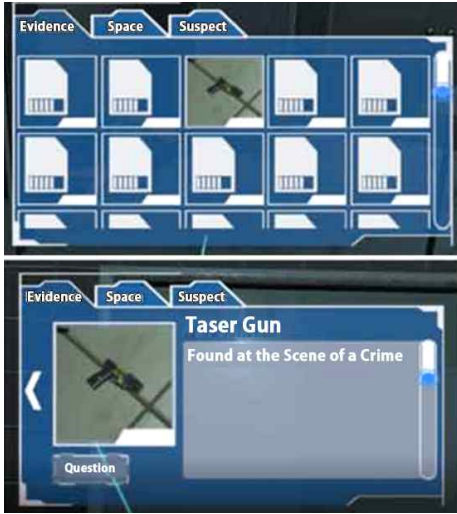 Evidence Space Suspect
Evidence Space Suspect
Taser Gun
Found at the Scene of a Crime
Question